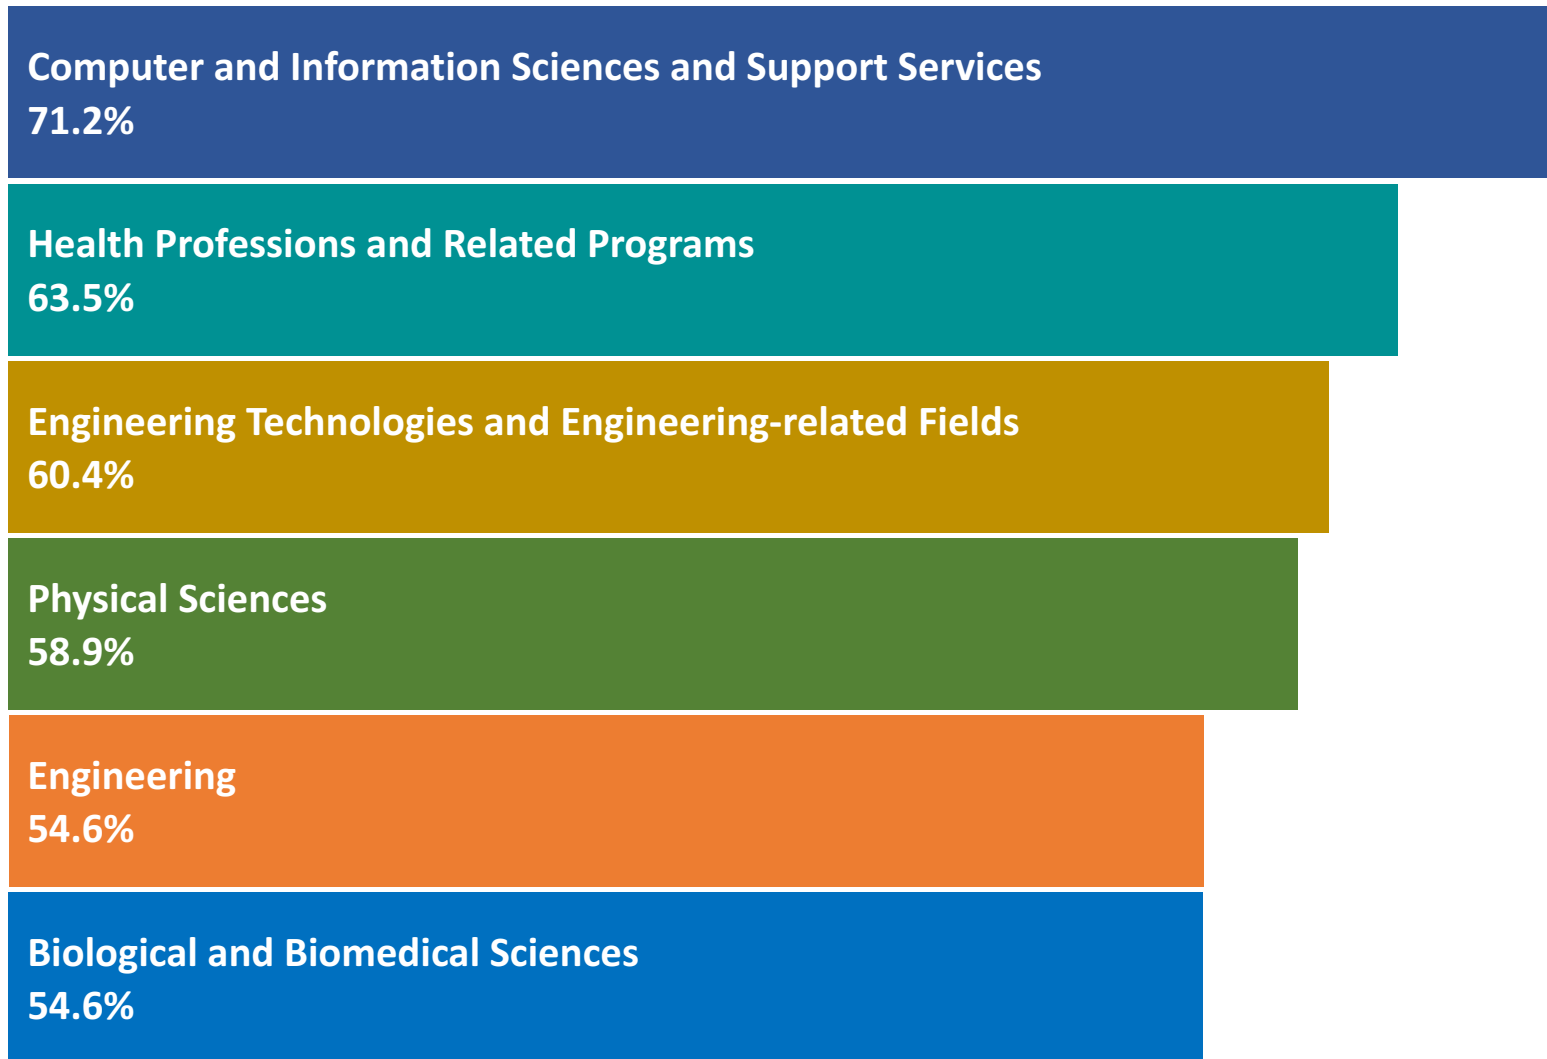 Computer and Information Sciences and Support Services
71.2%
Health Professions and Related Programs
63.5%
Engineering Technologies and Engineering-related Fields
60.4%
Physical Sciences
58.9%
Engineering
54.6%
Biological and Biomedical Sciences
54.6%